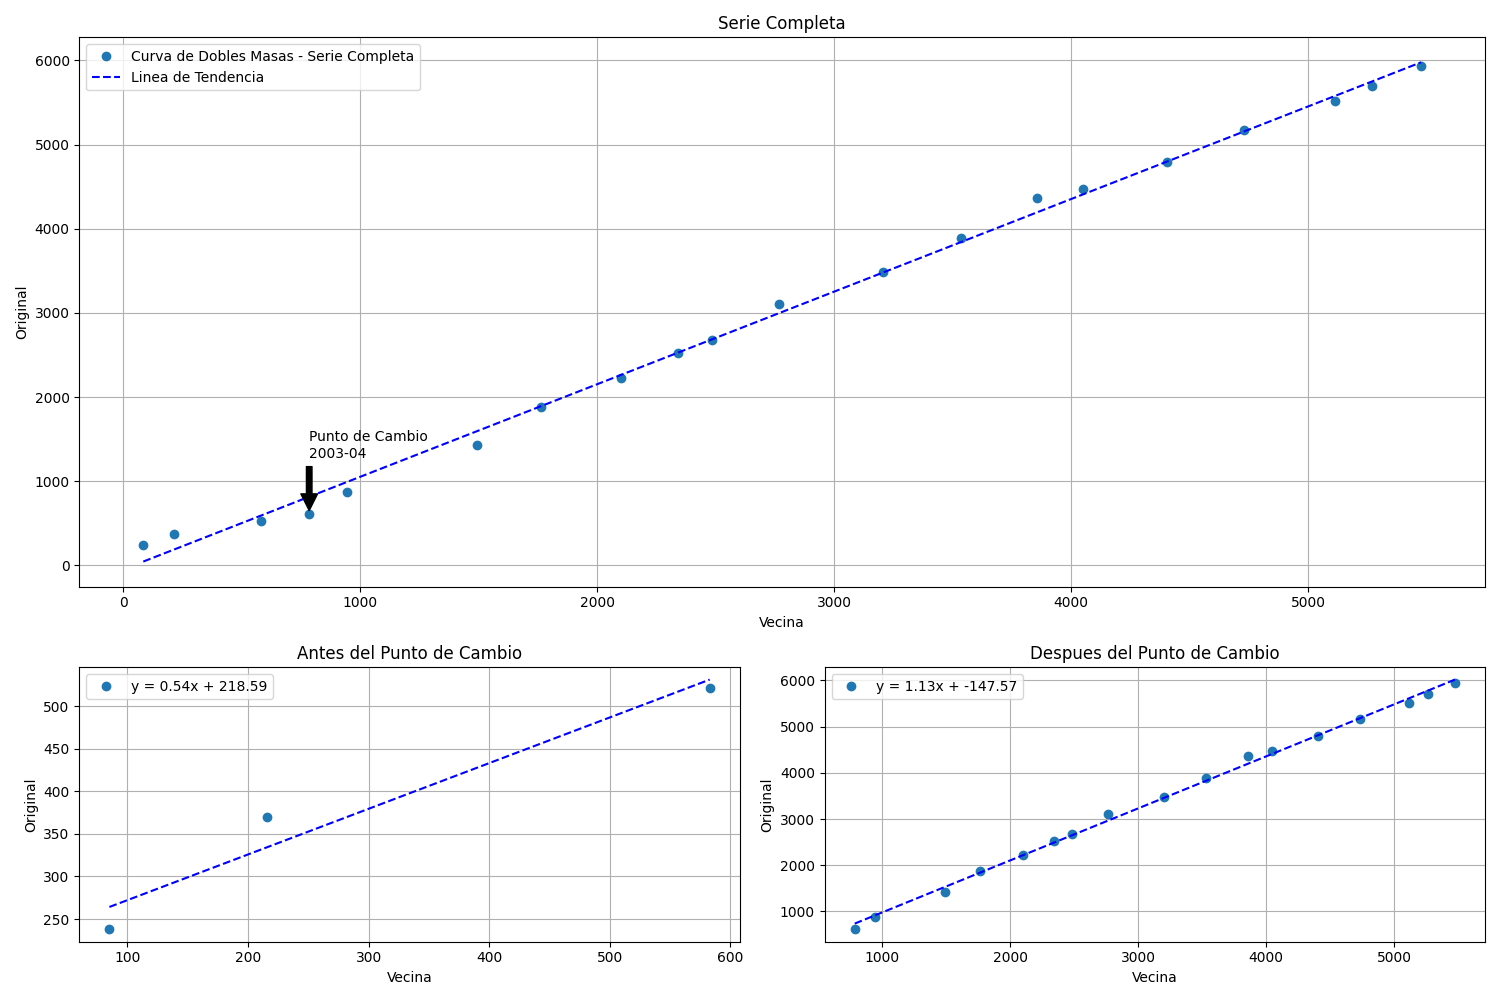 Serie Completa
Curva de Dobles Masas - Serie Completa
Linea de Tendencia
6000
5000
4000
3000
2000
1000
0
Original
Punto de Cambio
2003-04
0 1000 2000 3000 4000 5000
Vecina
Antes del Punto de Cambio
y = 0.54x + 218.59
500
450
400
350
300
250
Original
100 200 300 400 500 600
Vecina
Despues del Punto de Cambio
y = 1.13x + -147.57
6000
5000
4000
3000
2000
1000
Original
1000 2000 3000 4000 5000
Vecina